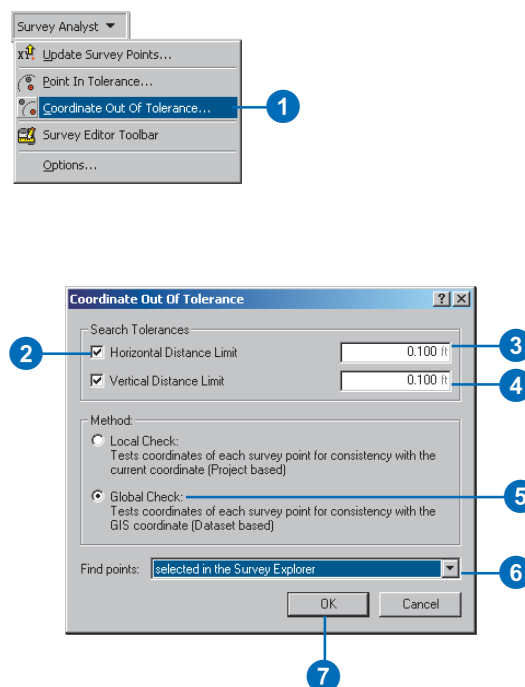 Survey Analyst
Update Survey Points...
Point In Tolerance...
Coordinate Out Of Tolerance...
1
Survey Editor Toolbar
Options...
Coordinate Out Of Tolerance
Search Tolerances
2
Horizontal Distance Limit
0.100 ft
3
Vertical Distance Limit
0.100 ft
4
Method:
Local Check:
Tests coordinates of each survey point for consistency with the
current coordinate (Project based)
Global Check:
5
Tests coordinates of each survey point for consistency with the
GIS coordinate (Dataset based)
Find points:
selected in the Survey Explorer
6
OK
Cancel
7